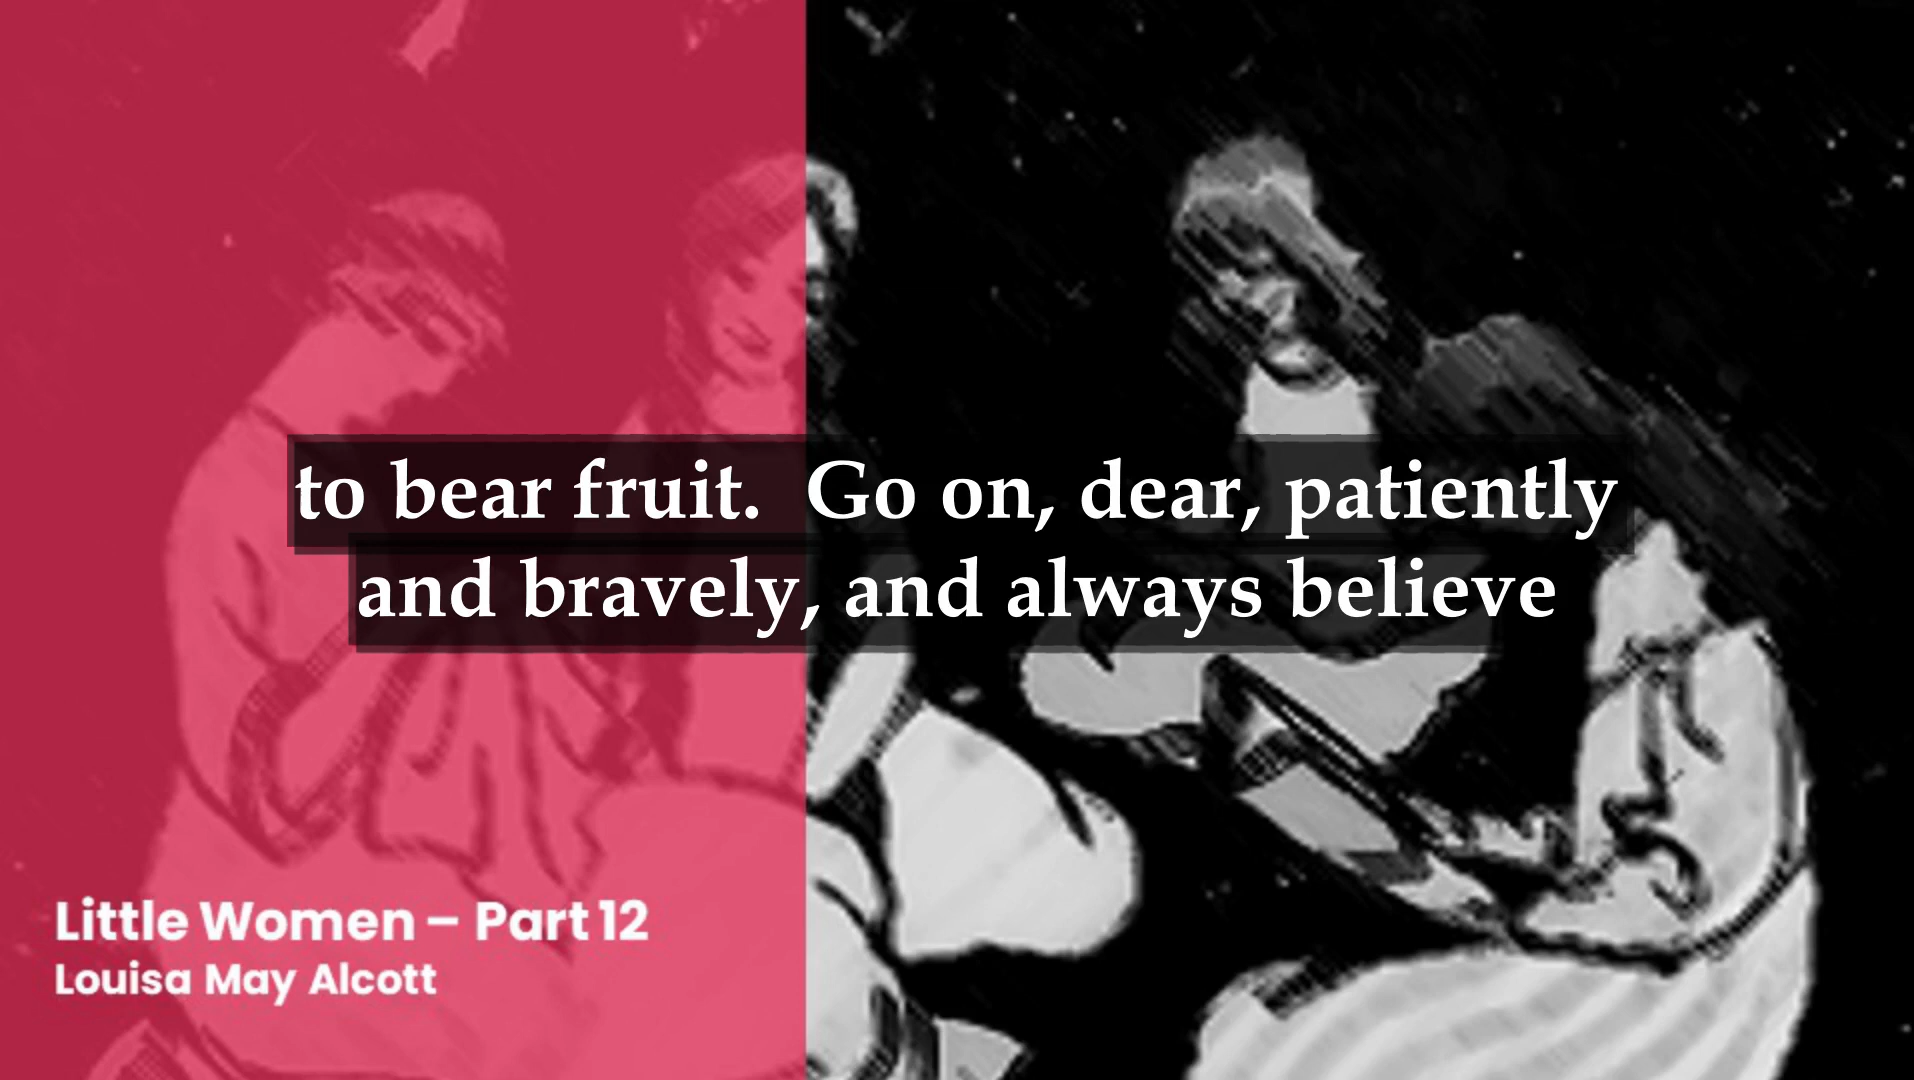 to bear fruit.  Go on, dear, patiently
and bravely, and always believe
Little Women – Part 12
Louisa May Alcott